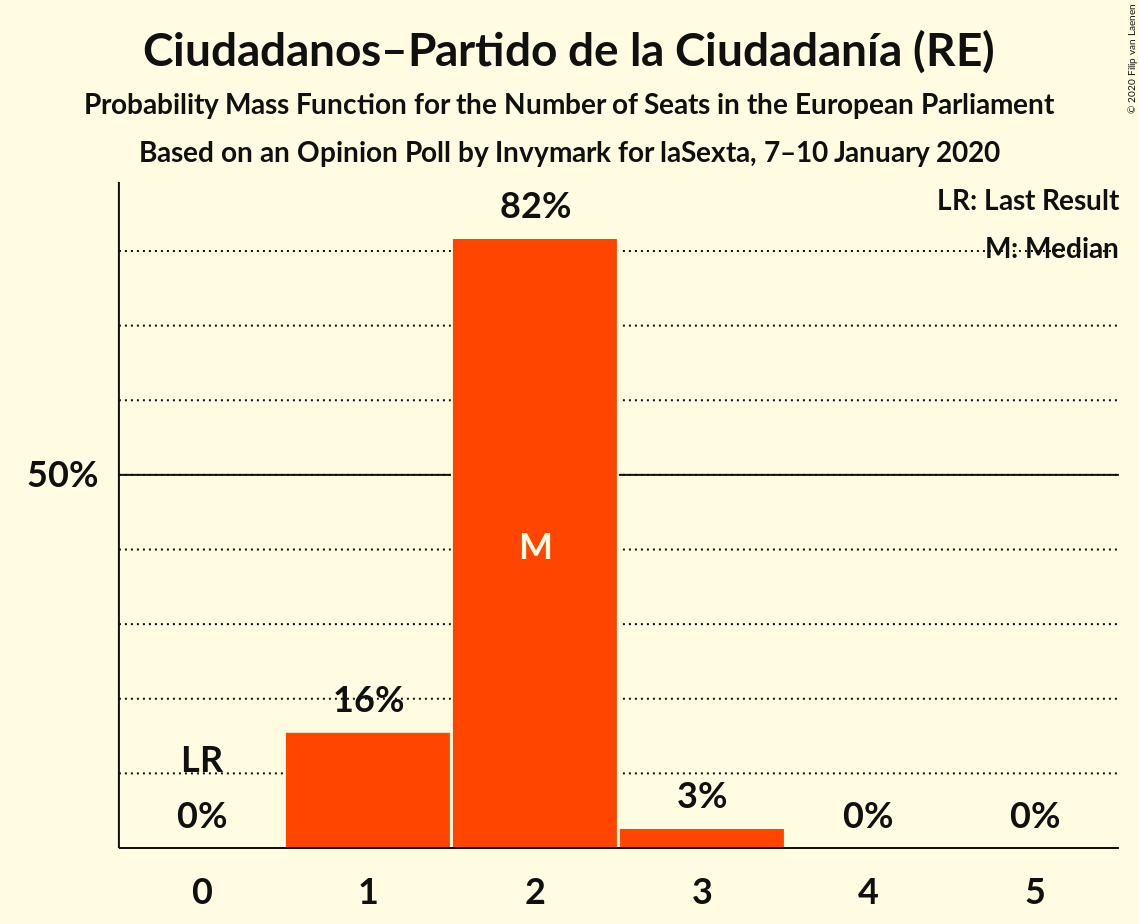 Ciudadanos–Partido de la Ciudadanía (RE)
Probability Mass Function for the Number of Seats in the European Parliament
Based on an Opinion Poll by Invymark for laSexta, 7–10 January 2020
© 2020 Filip van Laenen
LR: Last Result
M: Median
82%
50%
M
16%
LR
0%
3%
0%
0%
0
1
2
3
4
5